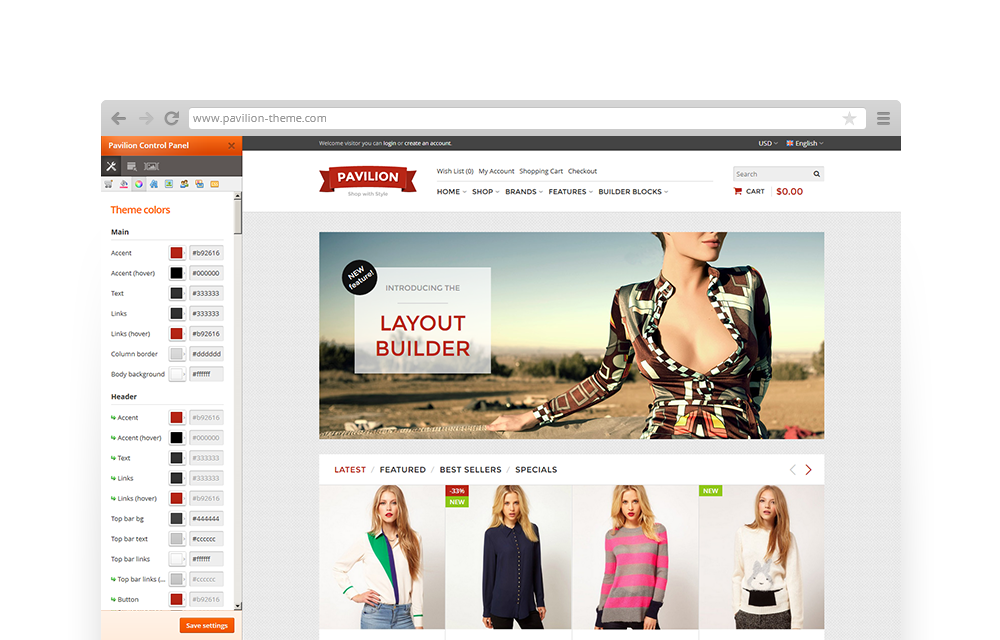 www.pavilion-theme.com
Pavilion Control Panel
Theme colors
Main
Accent #b92616
Accent (hover) #000000
Text #333333
Links #333333
Links (hover) #b92616
Column border #dddddd
Body background #ffffff
Header
Accent #b92616
Accent (hover) #000000
Text #333333
Links #333333
Links (hover) #b92616
Top bar bg #444444
Top bar text #cccccc
Top bar links #ffffff
Top bar links (... #cccccc
Button #b92616
Save settings
Welcome visitor you can login or create an account.
USD
English
PAVILION
Shop with Style
Wish List (0) My Account Shopping Cart Checkout
HOME SHOP BRANDS FEATURES BUILDER BLOCKS
Search
CART $0.00
NEW
feature!
INTRODUCING THE
LAYOUT
BUILDER
LATEST / FEATURED / BEST SELLERS / SPECIALS
-33%
NEW
NEW